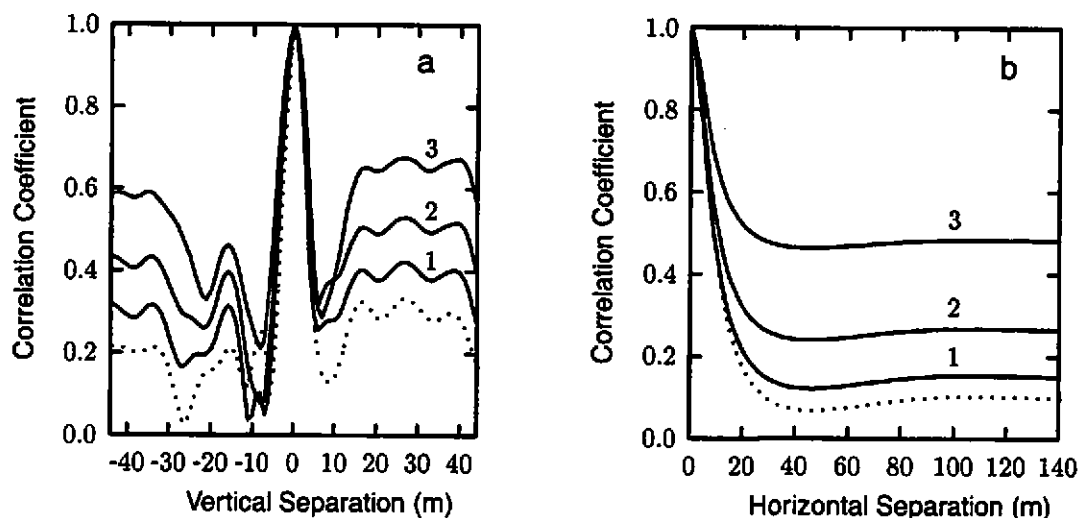 a
Correlation Coefficient
1.0
0.8
0.6
0.4
0.2
0.0
3
2
1
-40 -30 -20 -10 0 10 20 30 40
Vertical Separation (m)
b
Correlation Coefficient
1.0
0.8
0.6
0.4
0.2
0.0
3
2
1
0 20 40 60 80 100 120 140
Horizontal Separation (m)